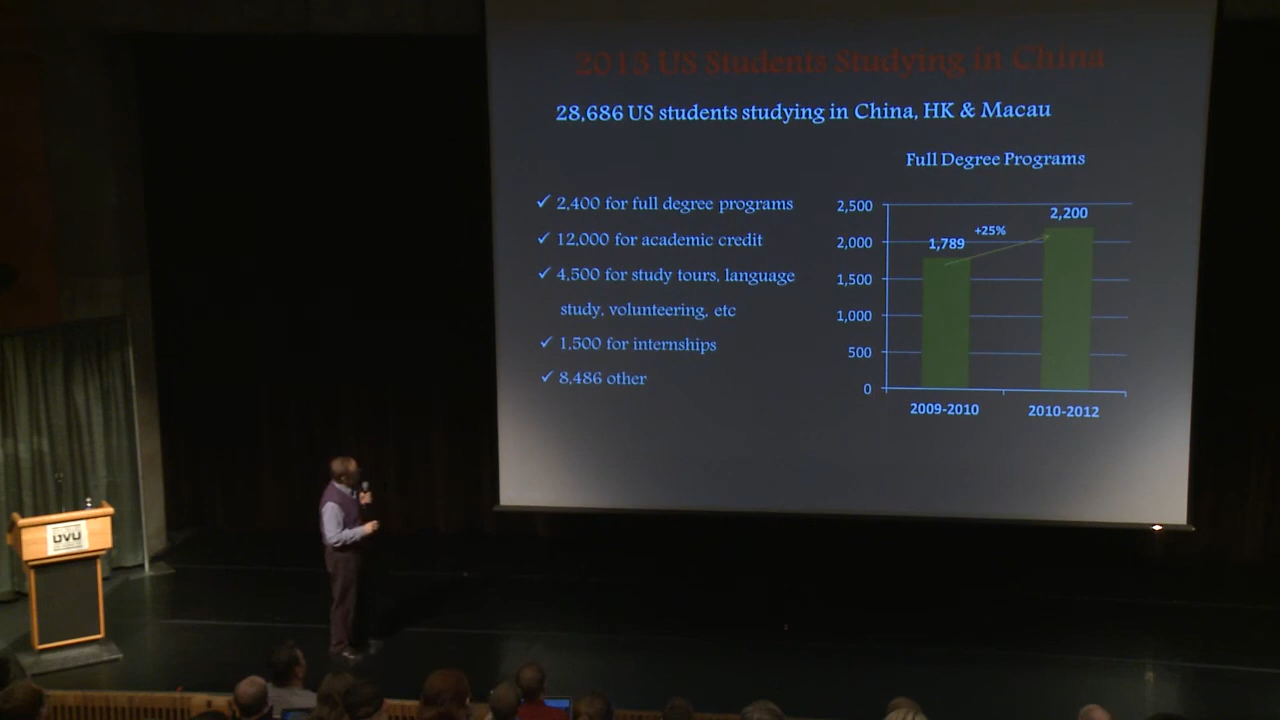 2013 US Students Studying in China
28,686 US students studying in China, HK & Macau
Full Degree Programs
✓ 2,400 for full degree programs
✓ 12,000 for academic credit
✓ 4,500 for study tours, language
study, volunteering, etc
✓ 1,500 for internships
✓ 8,486 other
2,500
2,000
1,500
1,000
500
0
1,789
+25%
2,200
2009-2010
2010-2012
UVU